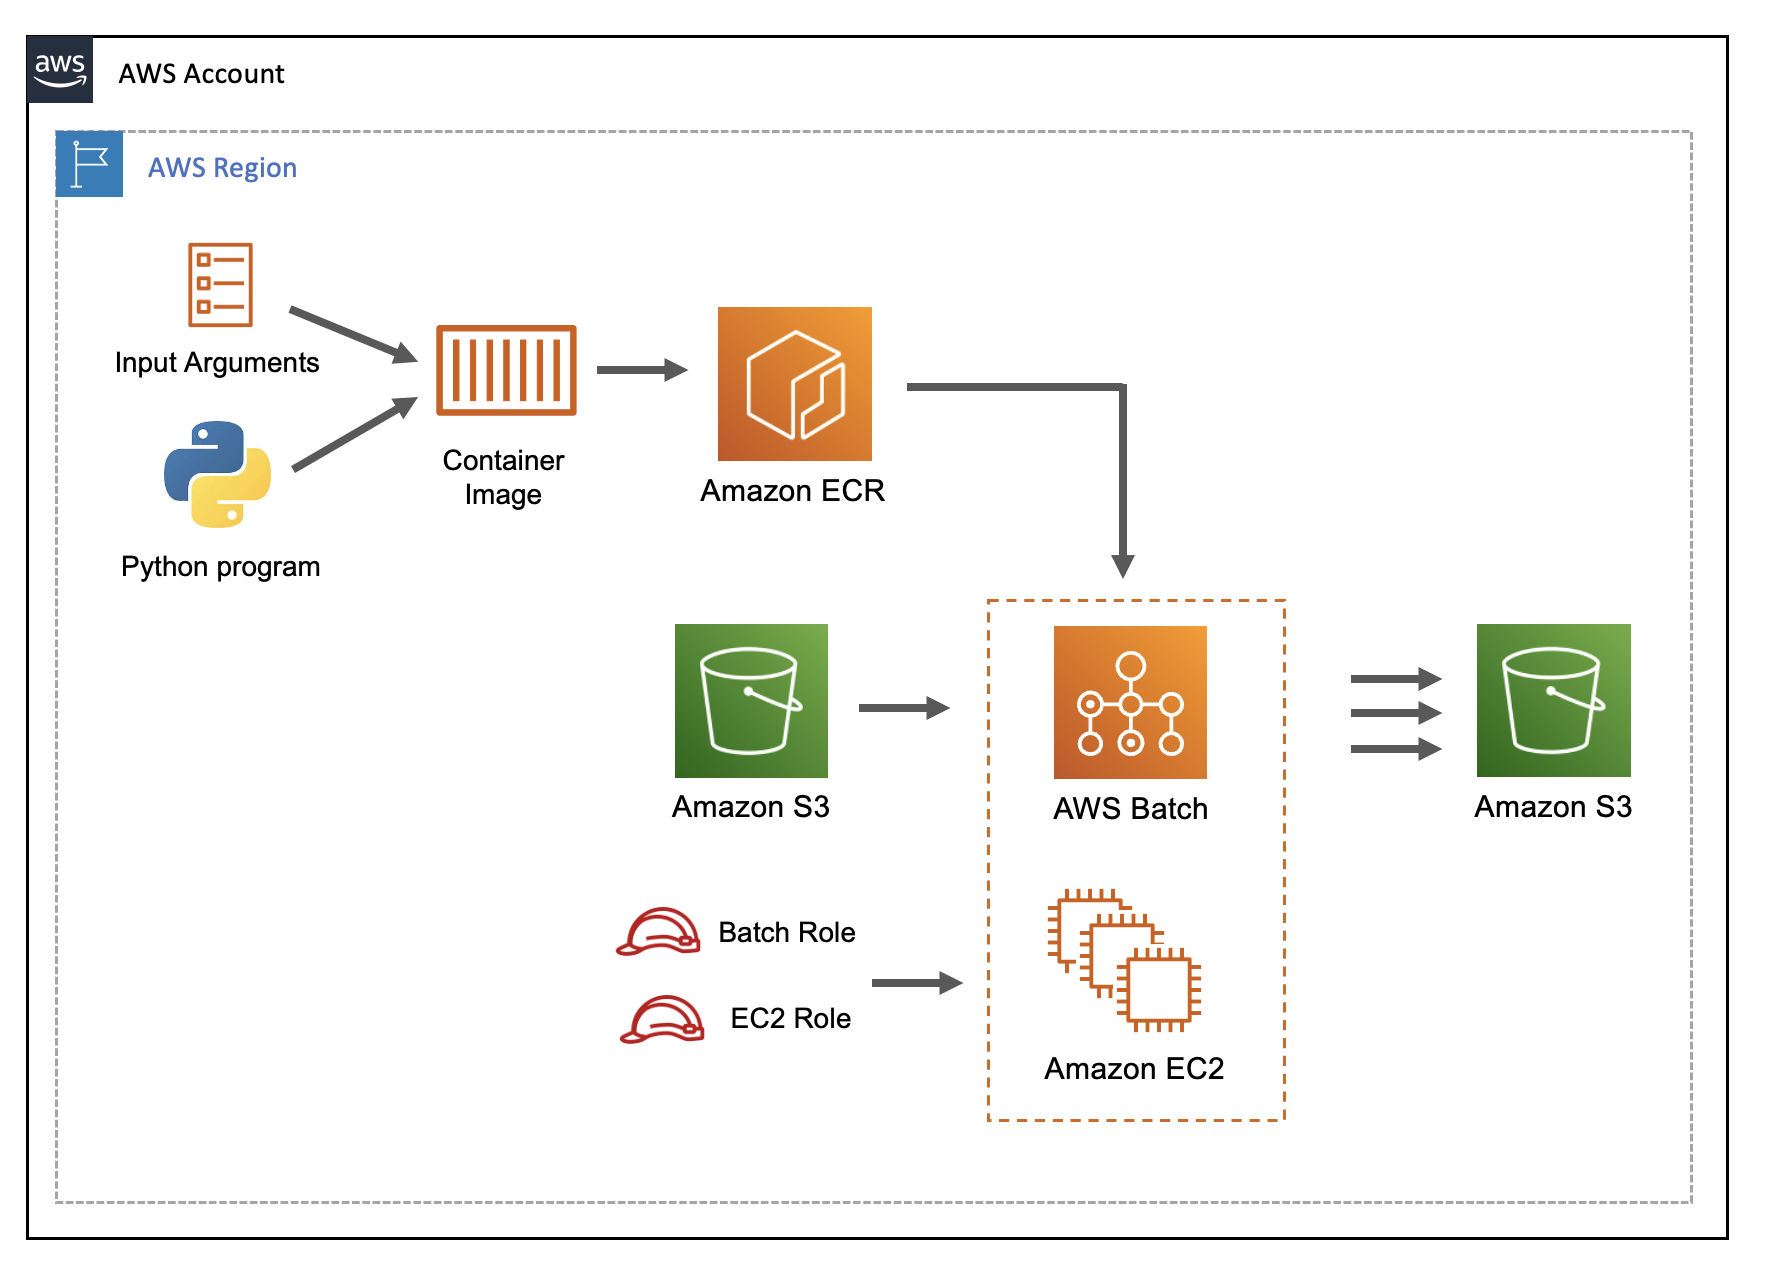 aws
AWS Account
AWS Region
Input Arguments
Python program
Container
Image
Amazon ECR
Amazon S3
AWS Batch
Amazon S3
Batch Role
EC2 Role
Amazon EC2